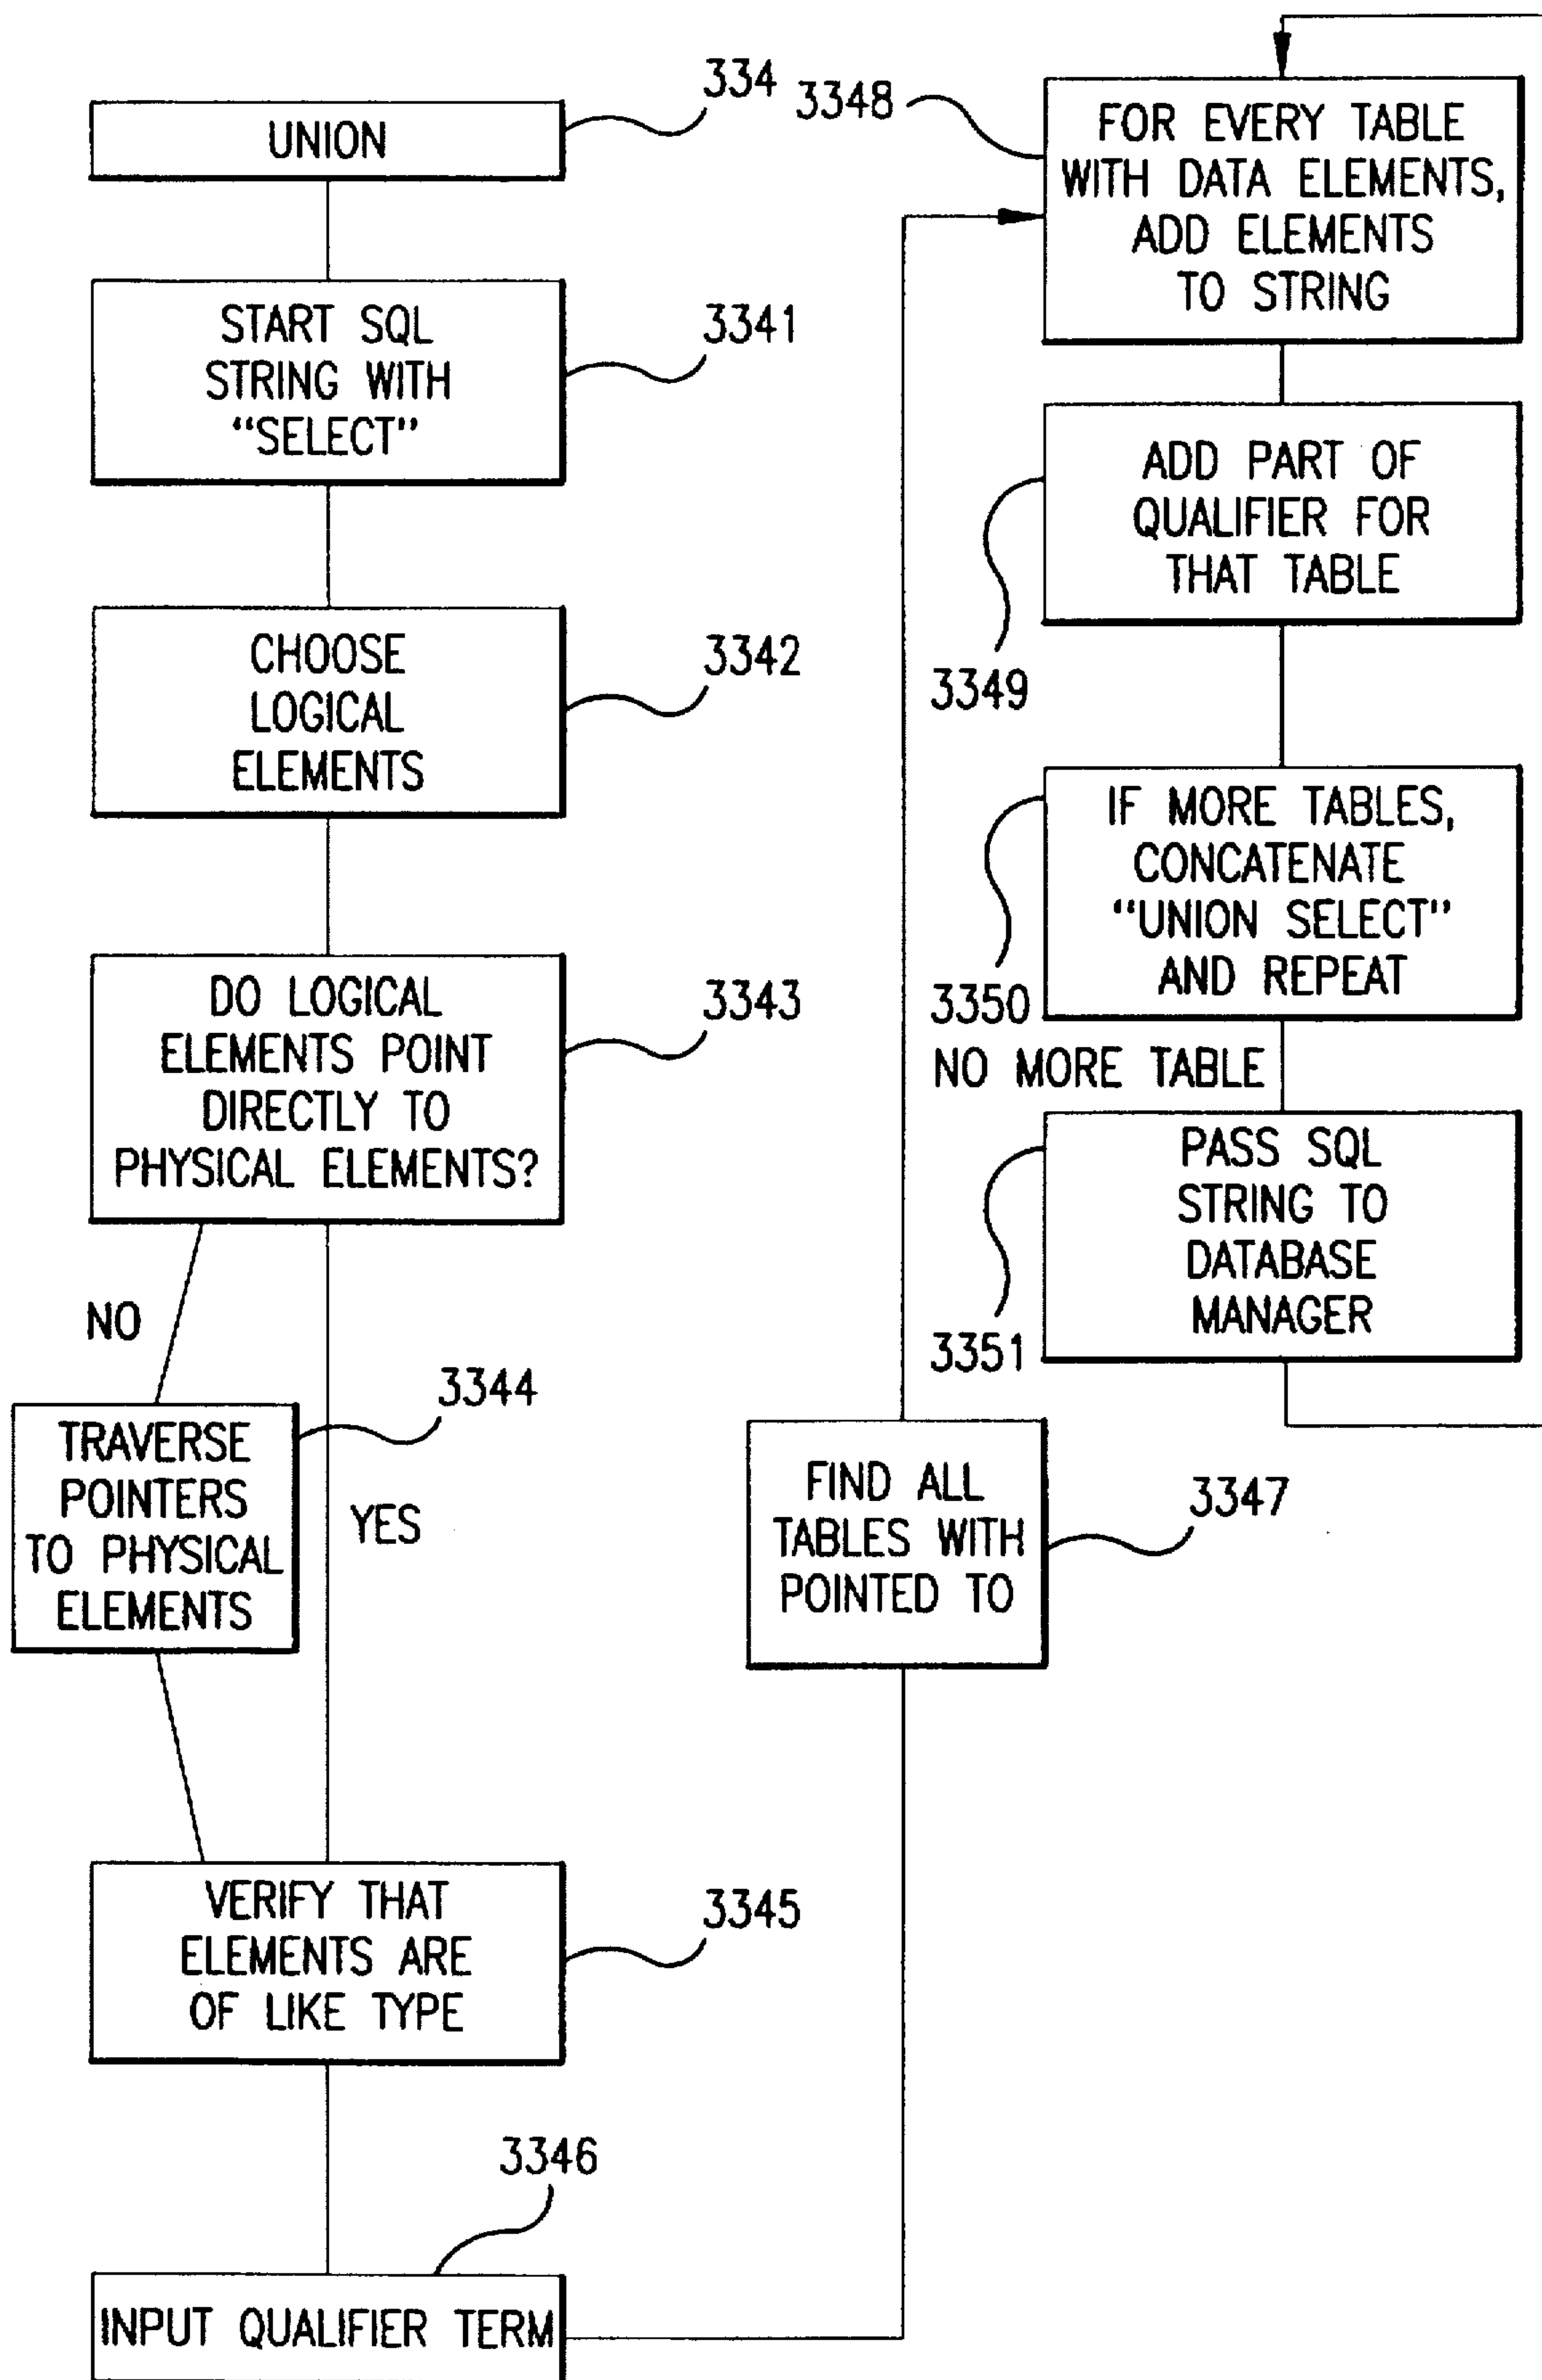 UNION
334
START SQL
STRING WITH
“SELECT”
3341
CHOOSE
LOGICAL
ELEMENTS
3342
DO LOGICAL
ELEMENTS POINT
DIRECTLY TO
PHYSICAL ELEMENTS?
3343
NO
YES
TRAVERSE
POINTERS
TO PHYSICAL
ELEMENTS
3344
VERIFY THAT
ELEMENTS ARE
OF LIKE TYPE
3345
INPUT QUALIFIER TERM
3346
FIND ALL
TABLES WITH
POINTED TO
3347
FOR EVERY TABLE
WITH DATA ELEMENTS,
ADD ELEMENTS
TO STRING
3348
ADD PART OF
QUALIFIER FOR
THAT TABLE
3349
IF MORE TABLES,
CONCATENATE
“UNION SELECT”
AND REPEAT
3350
NO MORE TABLE
PASS SQL
STRING TO
DATABASE
MANAGER
3351